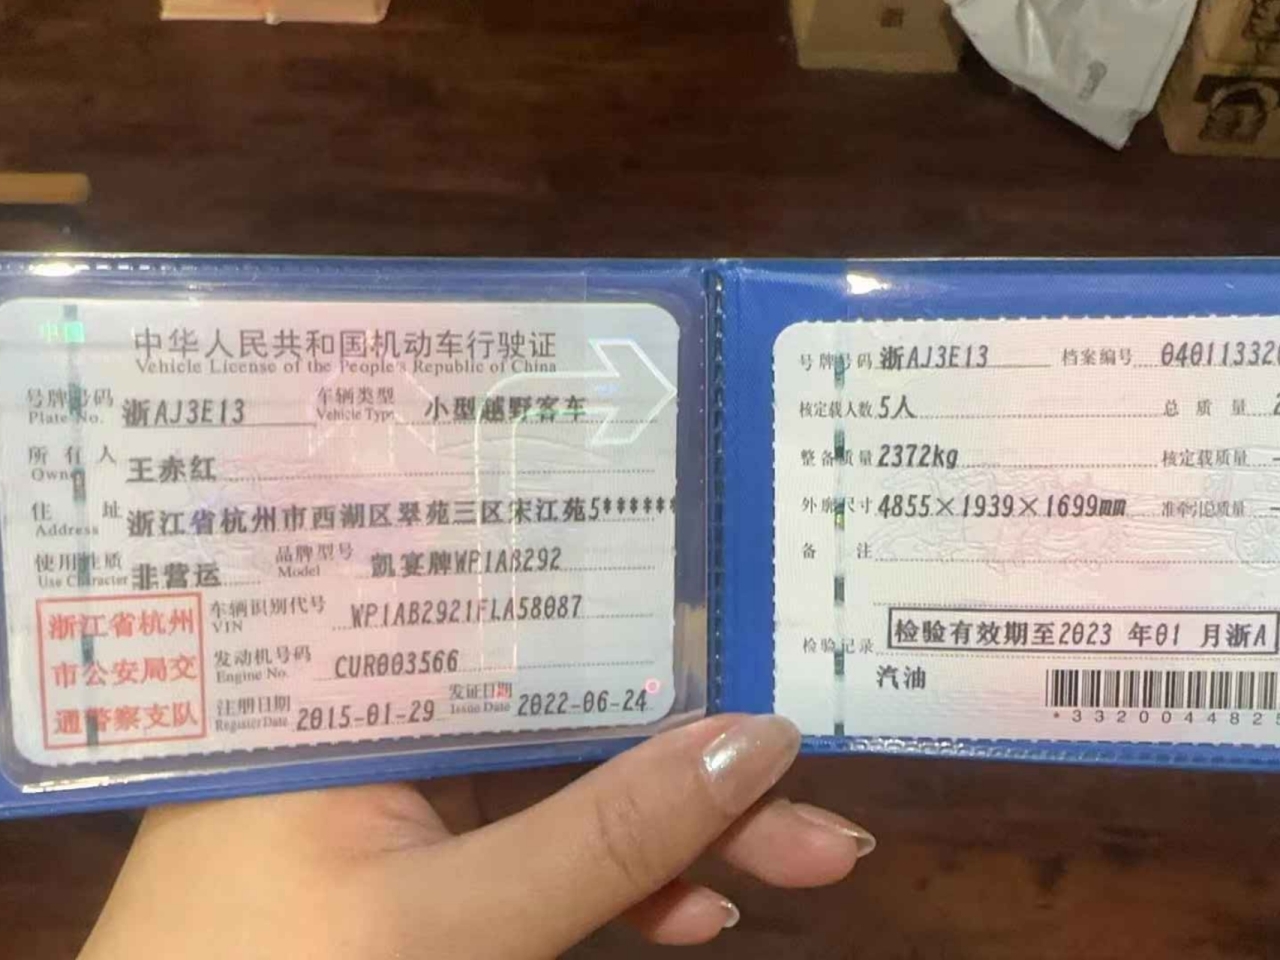 中国
中华人民共和国机动车行驶证
Vehicle License of the People's Republic of China
号牌号码 浙AJ3E13 车辆类型 小型越野客车
Plate No. Vehicle Type
所有人 王赤红
Owner
住址 浙江省杭州市西湖区翠苑三区宋江苑5******
Address
使用性质 非营运 品牌型号 凯宴牌WP1AB292
Use Character Model
浙江省杭州
市公安局交
通警察支队
车辆识别代号 WP1AB2921FLA58087
VIN
发动机号码 CUR003566
Engine No.
注册日期 2015-01-29 发证日期 2022-06-24
Register Date Issue Date
号牌号码 浙AJ3E13 档案编号 040113320
核定载人数 5人 总质量 2
整备质量 2372kg 核定载质量 -
外廓尺寸 4855×1939×1699mm 准牵引总质量 -
备注
检验记录 检验有效期至2023 年01 月浙A
汽油
*3320044825